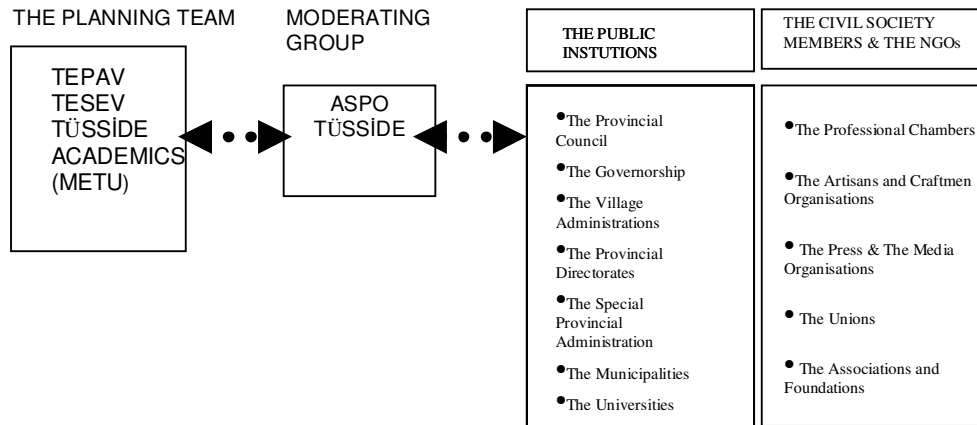 THE PLANNING TEAM
TEPAV
TESEV
TÜSSİDE
ACADEMICS
(METU)
MODERATING
GROUP
ASPO
TÜSSİDE
THE PUBLIC
INSTUTIONS
•The Provincial
Council
•The Governorship
•The Village
Administrations
•The Provincial
Directorates
•The Special
Provincial
Administration
•The Municipalities
•The Universities
THE CIVIL SOCIETY
MEMBERS & THE NGOs
•The Professional Chambers
•The Artisans and Craftmen
Organisations
•The Press & The Media
Organisations
• The Unions
• The Associations and
Foundations